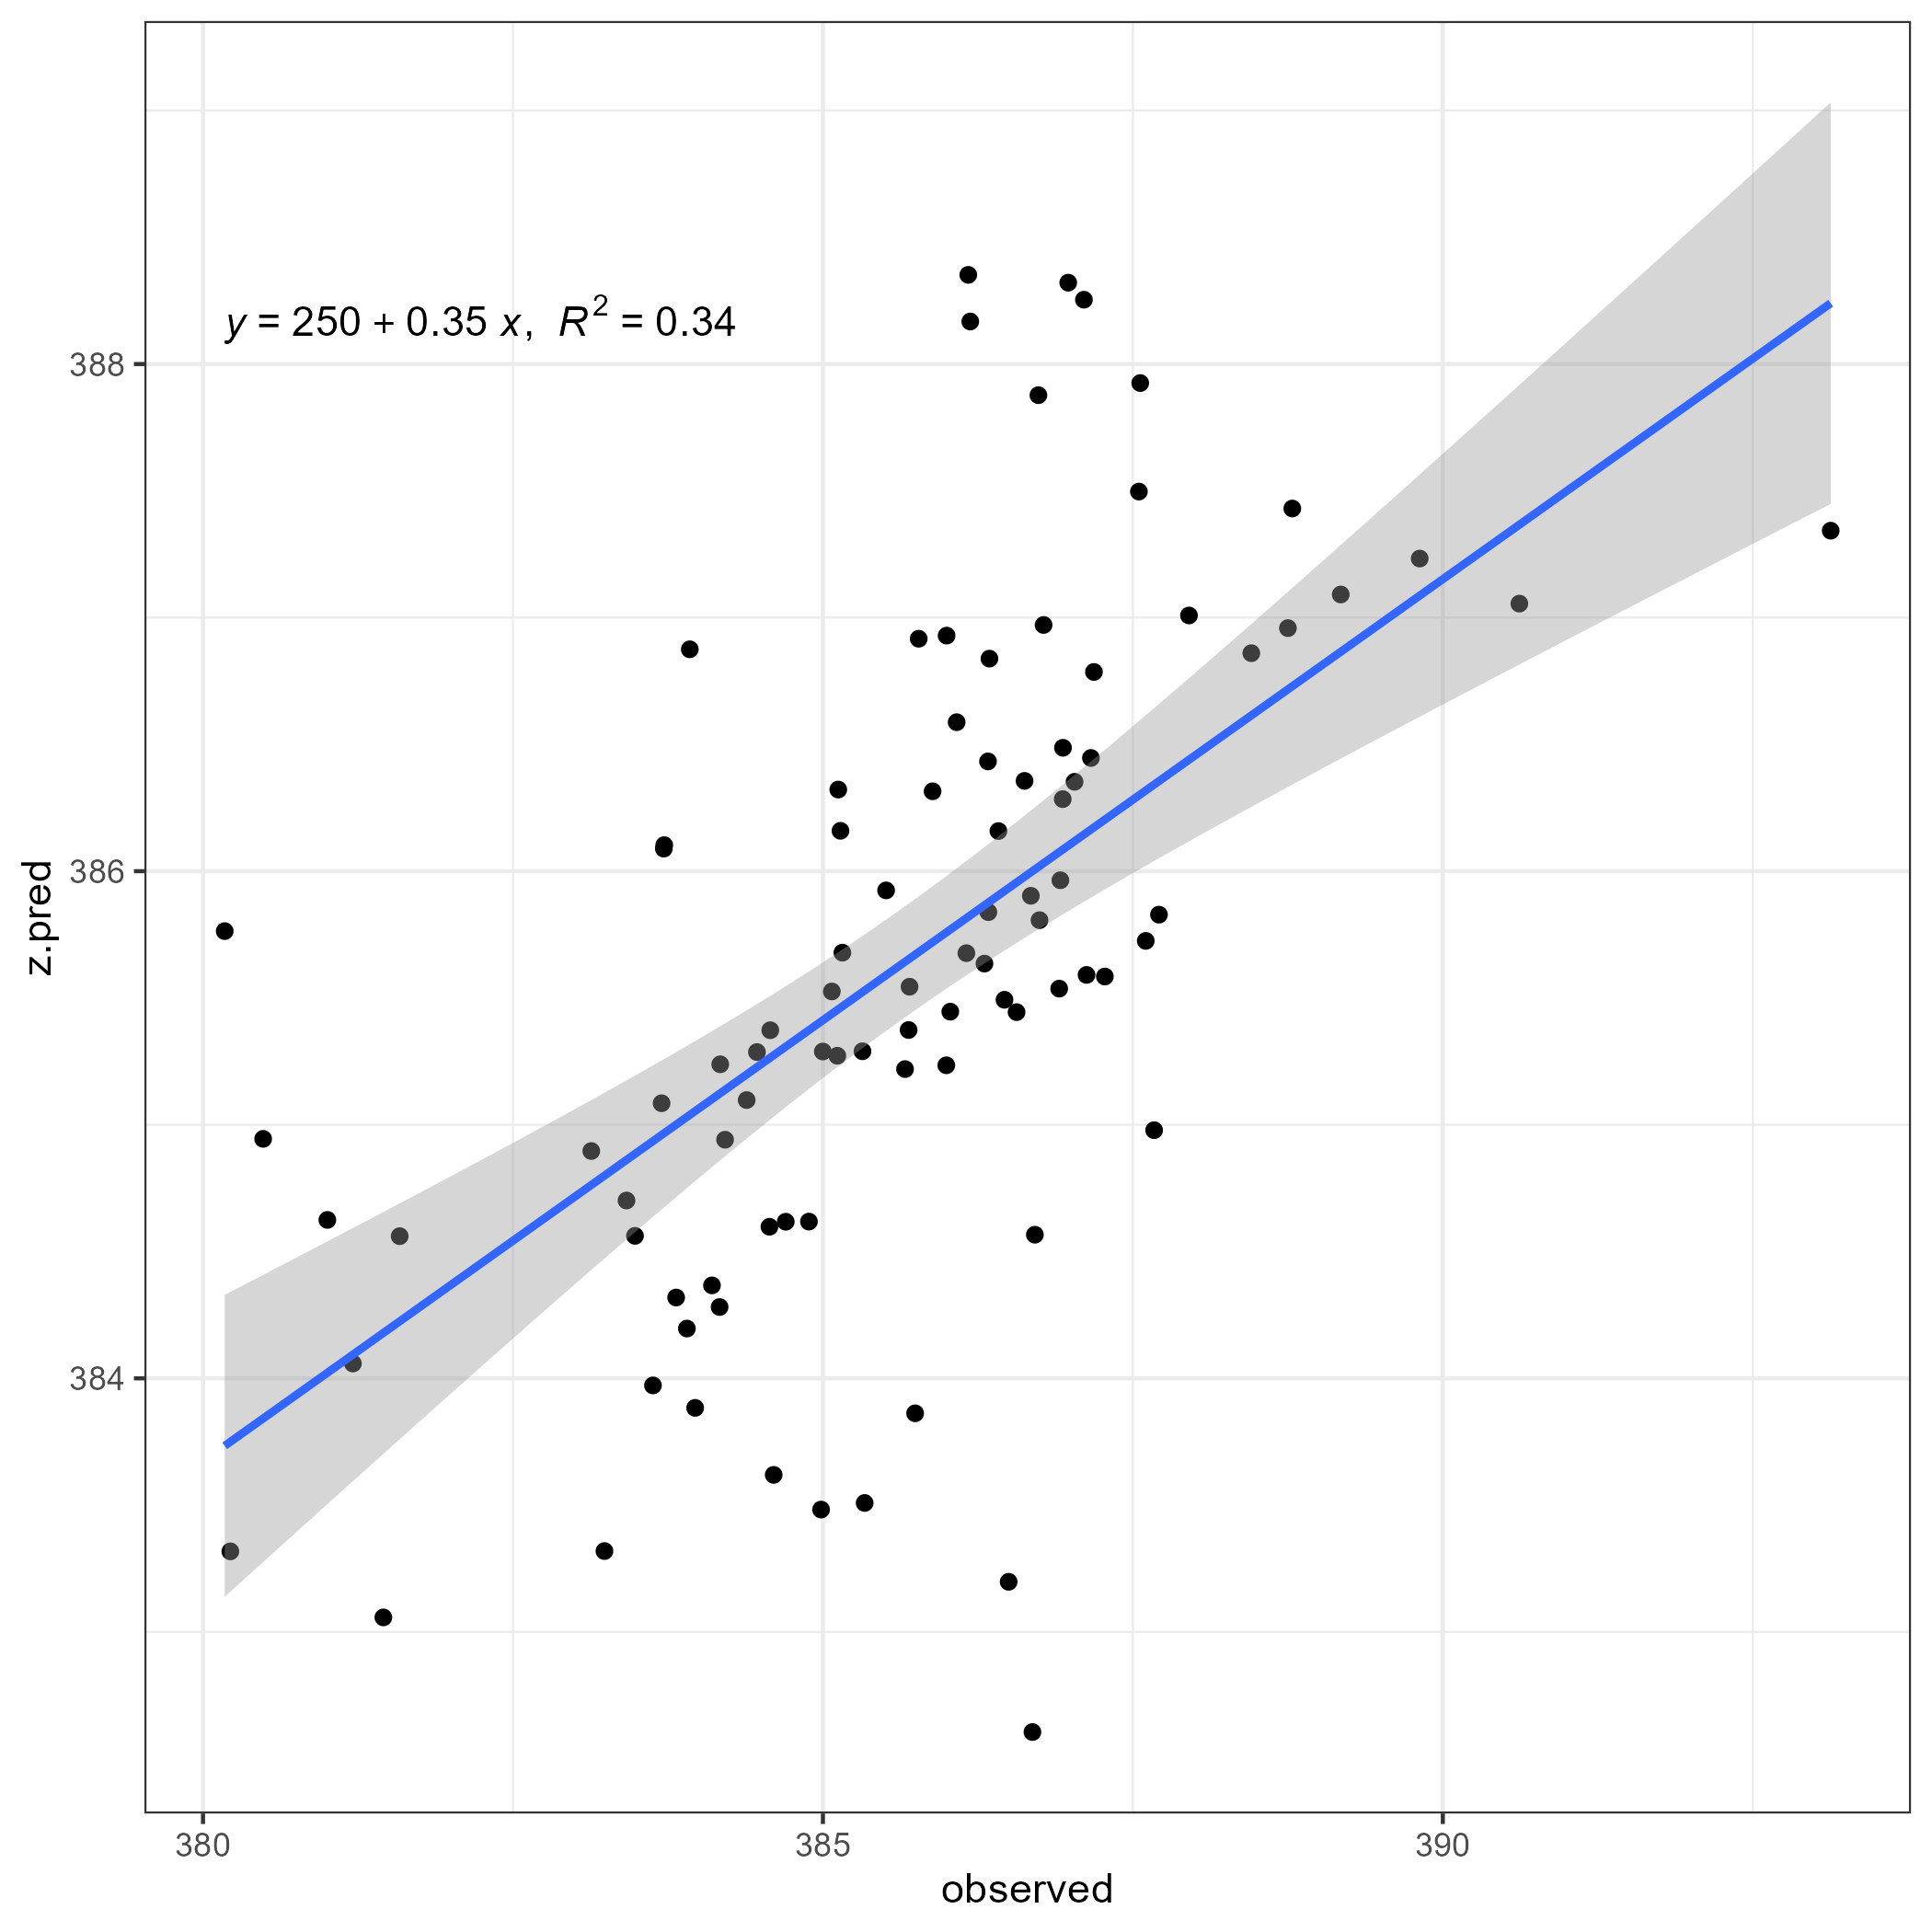 y = 250 + 0.35 x, R² = 0.34
388
386
384
z.pred
380 385 390
observed